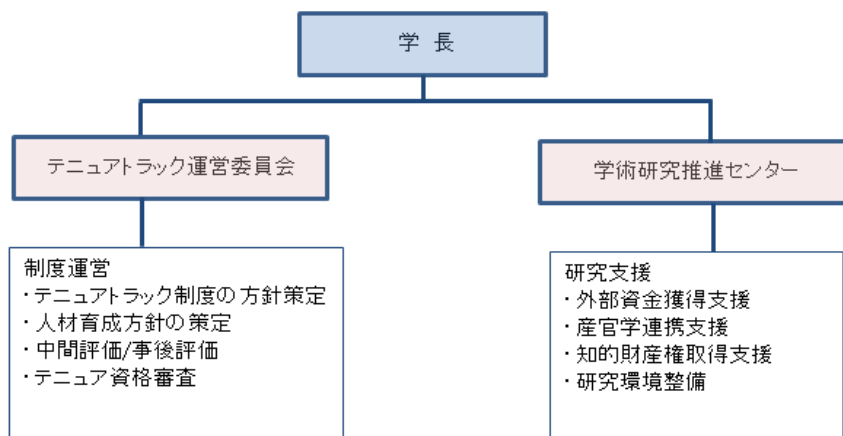 学 長
テニュアトラック運営委員会
学術研究推進センター
制度運営
・テニュアトラック制度の方針策定
・人材育成方針の策定
・中間評価/事後評価
・テニュア資格審査
研究支援
・外部資金獲得支援
・産官学連携支援
・知的財産権取得支援
・研究環境整備